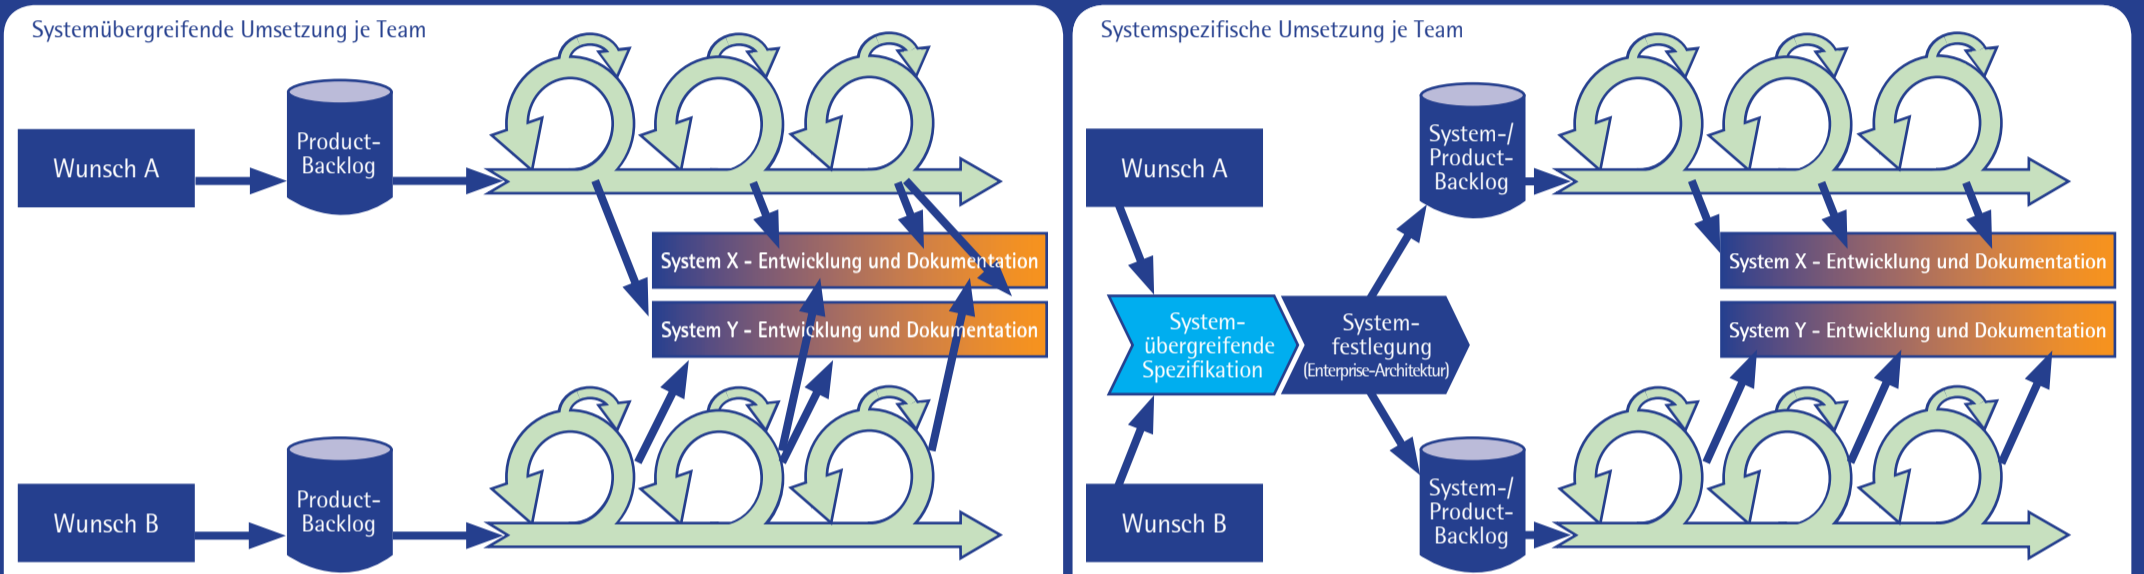 Systemübergreifende Umsetzung je Team
Wunsch A
Product-
Backlog
System X - Entwicklung und Dokumentation
System Y - Entwicklung und Dokumentation
Wunsch B
Product-
Backlog
Systemspezifische Umsetzung je Team
Wunsch A
System-
übergreifende
Spezifikation
System-
festlegung
(Enterprise-Architektur)
Wunsch B
System-/
Product-
Backlog
System X - Entwicklung und Dokumentation
System Y - Entwicklung und Dokumentation
System-/
Product-
Backlog